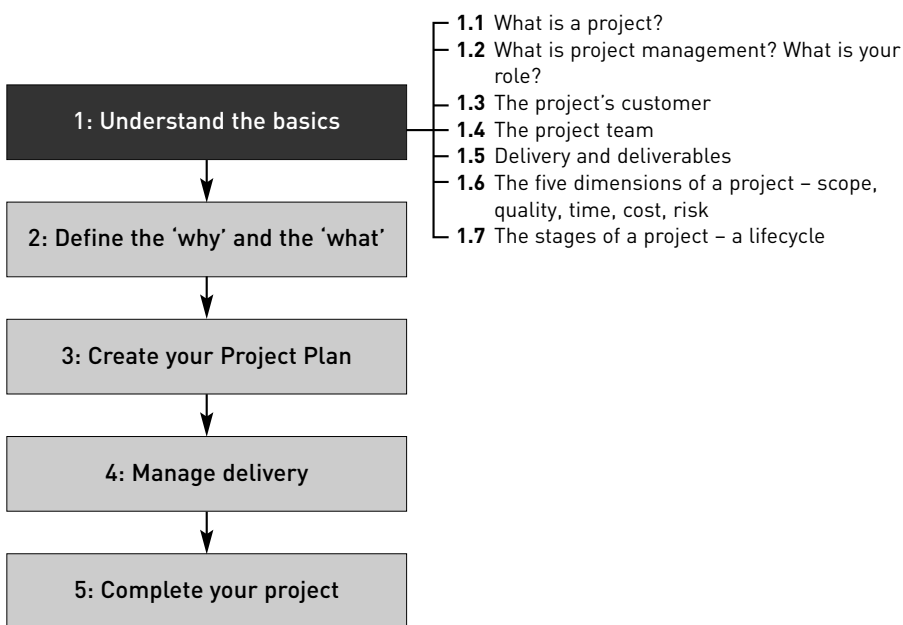 1.1 What is a project?
1.2 What is project management? What is your
role?
1.3 The project's customer
1.4 The project team
1.5 Delivery and deliverables
1.6 The five dimensions of a project – scope,
quality, time, cost, risk
1.7 The stages of a project – a lifecycle
1: Understand the basics
2: Define the ‘why’ and the ‘what’
3: Create your Project Plan
4: Manage delivery
5: Complete your project